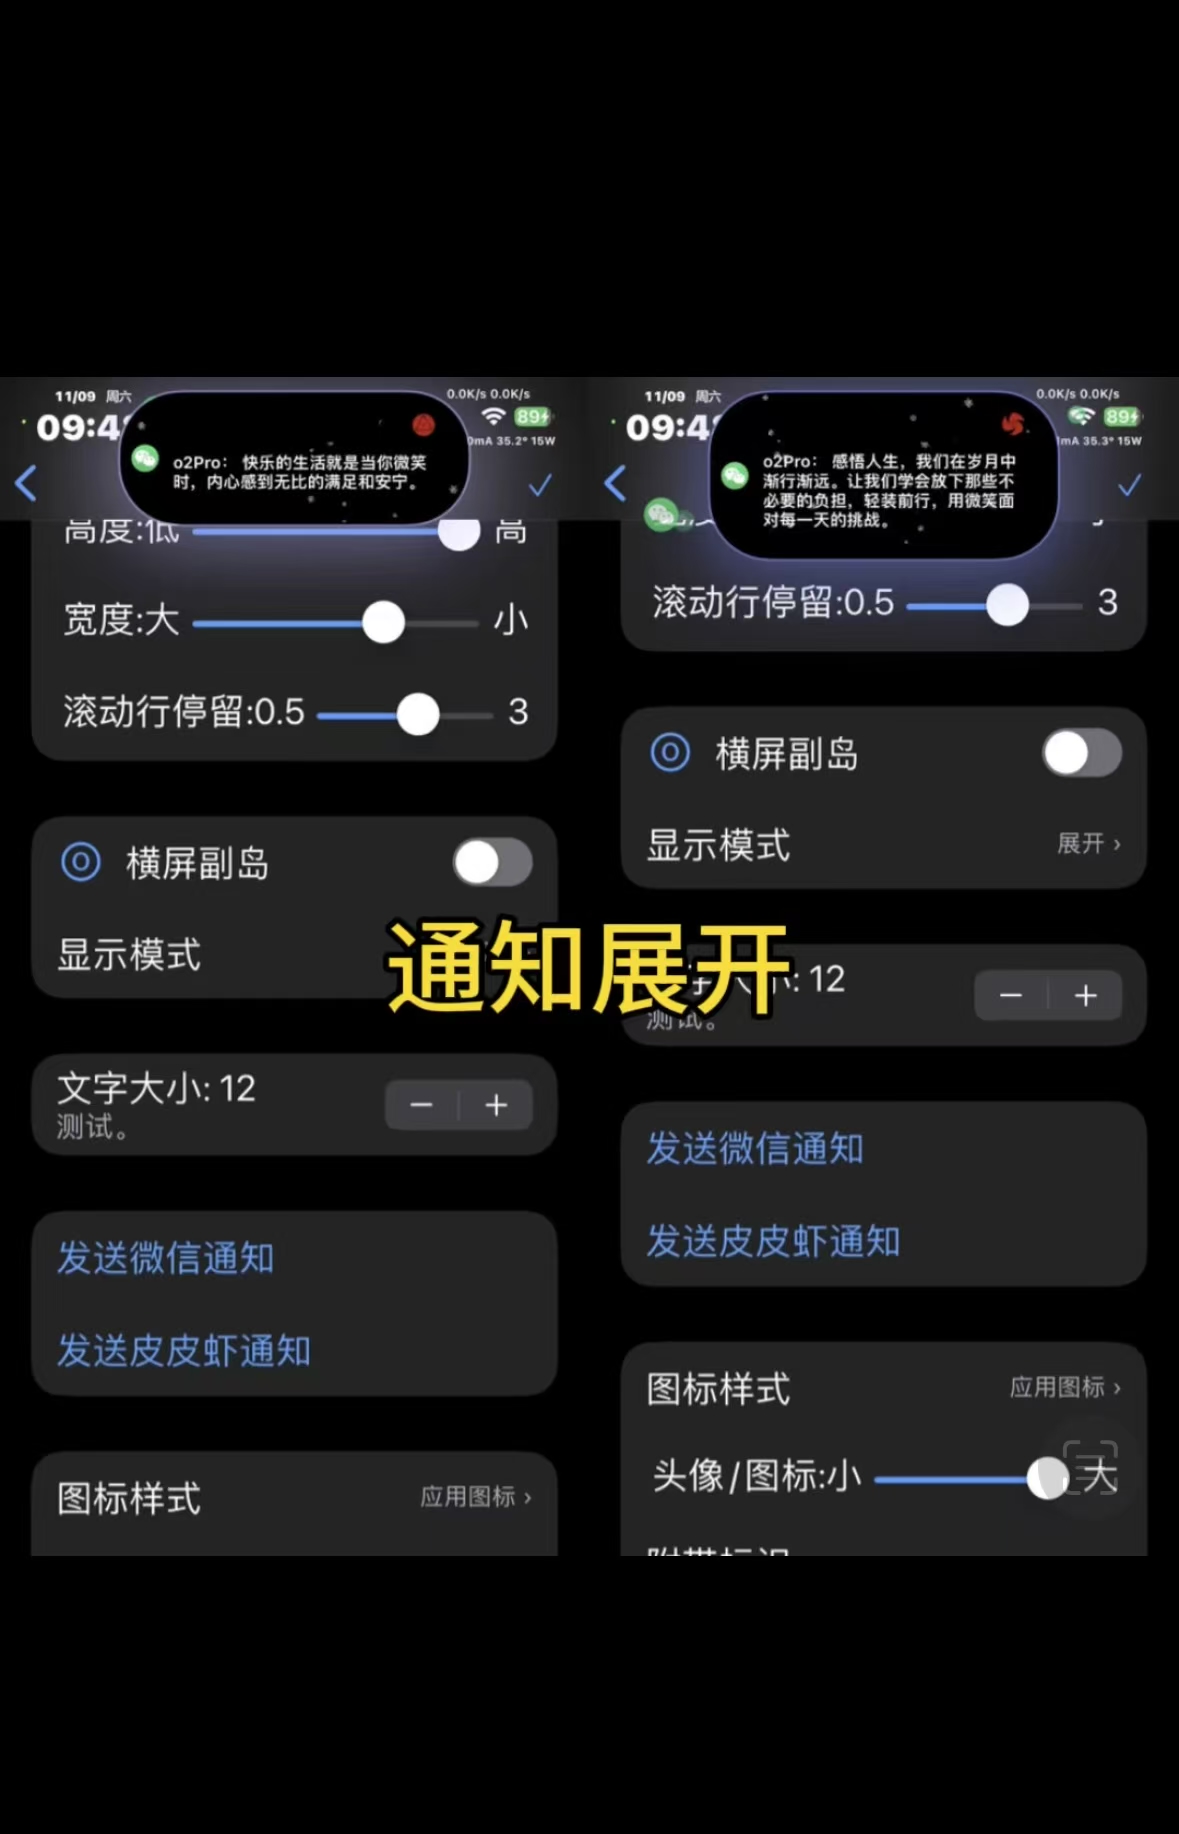 11/09 周六
0.0K/s 0.0K/s
09:4
89
0mA 35.2° 15W
o2Pro: 快乐的生活就是当你微笑
时，内心感到无比的满足和安宁。
高度:低
高
宽度:大
小
滚动行停留:0.5
3
横屏副岛
显示模式
文字大小: 12
测试。
发送微信通知
发送皮皮虾通知
图标样式
应用图标 ›
11/09 周六
0.0K/s 0.0K/s
09:4
89
mA 35.3° 15W
o2Pro: 感悟人生，我们在岁月中
渐行渐远。让我们学会放下那些不
必要的负担，轻装前行，用微笑面
对每一天的挑战。
滚动行停留:0.5
3
横屏副岛
显示模式
展开 ›
通知展开
大小: 12
测试。
发送微信通知
发送皮皮虾通知
图标样式
应用图标 ›
头像/图标:小
大